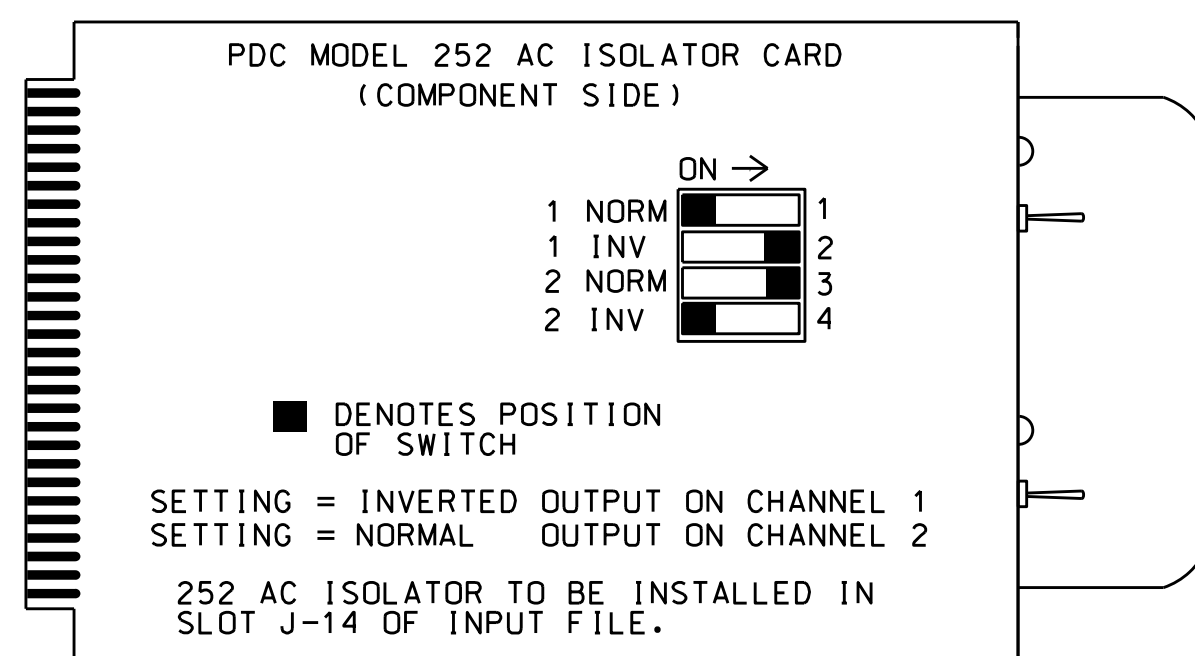 PDC MODEL 252 AC ISOLATOR CARD
(COMPONENT SIDE)
ON →
1 NORM 1
1 INV 2
2 NORM 3
2 INV 4
DENOTES POSITION
OF SWITCH
SETTING = INVERTED OUTPUT ON CHANNEL 1
SETTING = NORMAL OUTPUT ON CHANNEL 2
252 AC ISOLATOR TO BE INSTALLED IN
SLOT J-14 OF INPUT FILE.